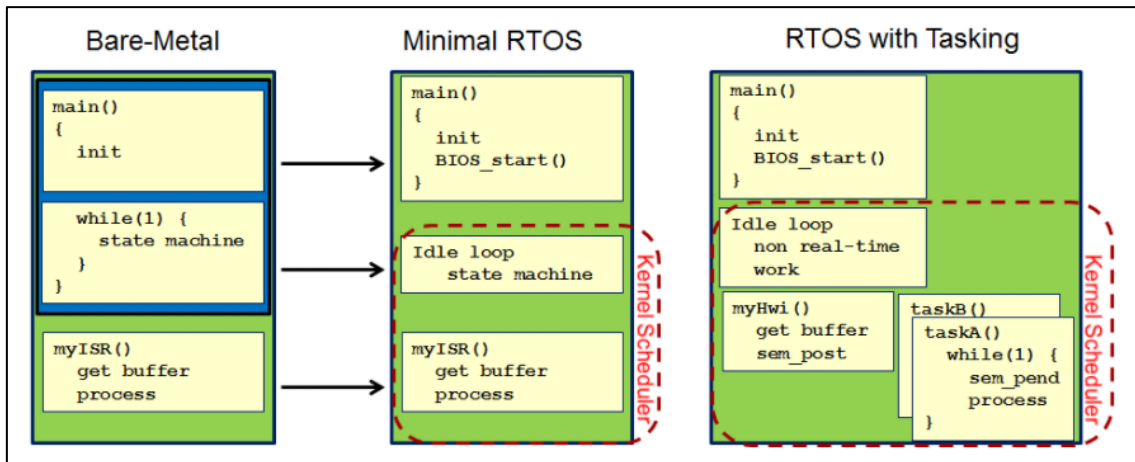 Bare-Metal
main()
{
init
while(1) {
state machine
}
}
myISR()
get buffer
process
Minimal RTOS
main()
{
init
BIOS_start()
}
Idle loop
state machine
myISR()
get buffer
process
Kernel Scheduler
RTOS with Tasking
main()
{
init
BIOS_start()
}
Idle loop
non real-time
work
myHwi()
get buffer
sem_post
taskB()
taskA()
while(1) {
sem_pend
process
}
Kernel Scheduler